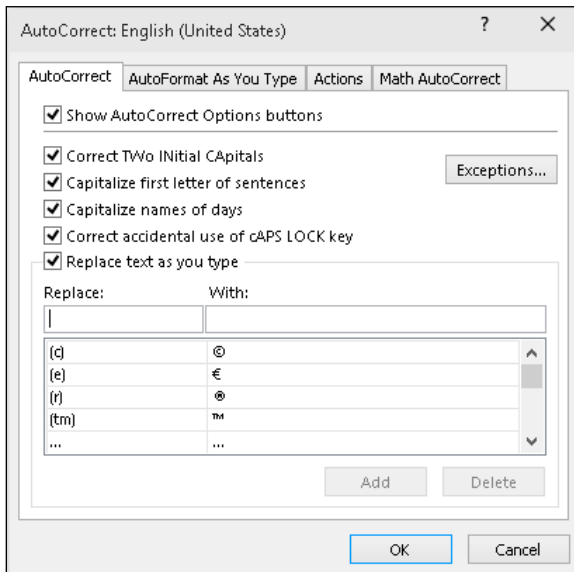 AutoCorrect: English (United States) ? ✕
AutoCorrect AutoFormat As You Type Actions Math AutoCorrect
Show AutoCorrect Options buttons
Correct TWo INitial CApitals
Exceptions...
Capitalize first letter of sentences
Capitalize names of days
Correct accidental use of cAPS LOCK key
Replace text as you type
Replace: With:
(c) ©
(e) €
(r) ®
(tm) ™
... ...
Add Delete
OK Cancel